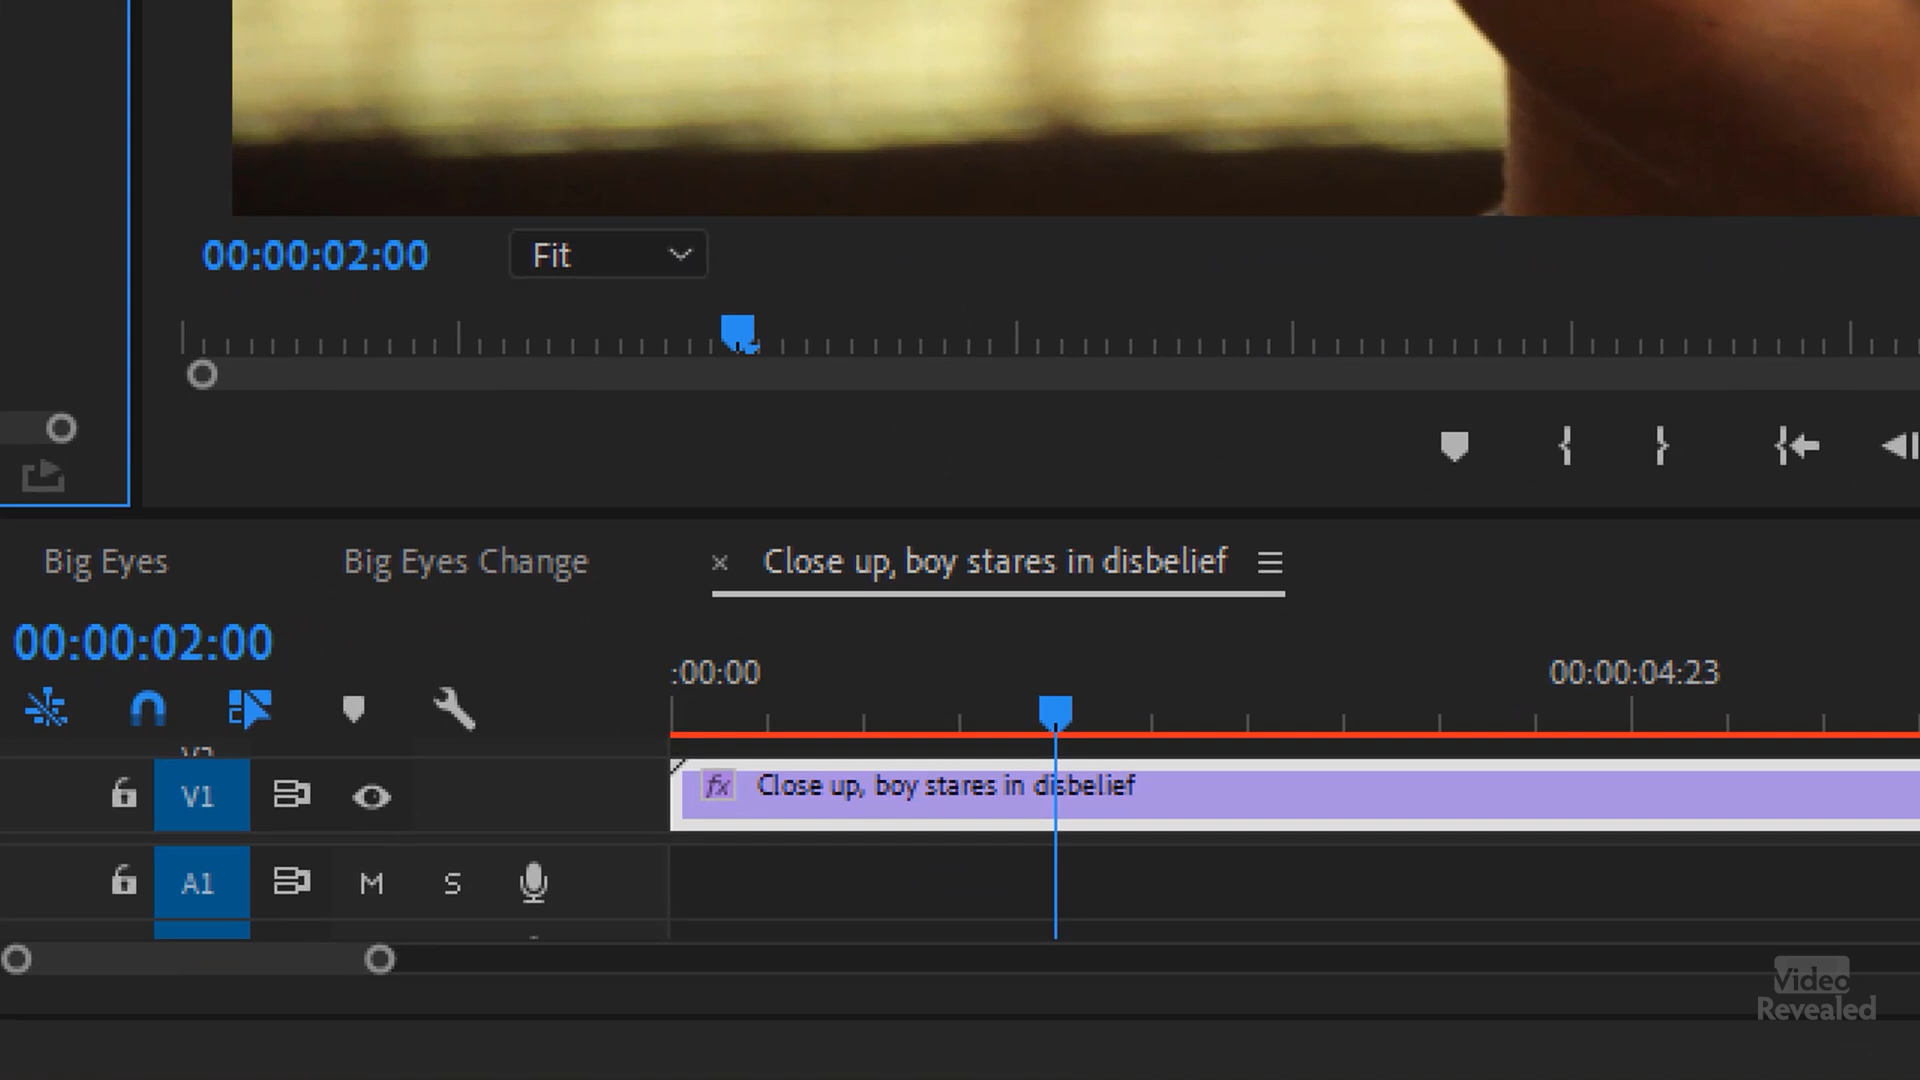 00:00:02:00
Fit
Big Eyes
Big Eyes Change
× Close up, boy stares in disbelief
00:00:02:00
:00:00
00:00:04:23
V1
fx Close up, boy stares in disbelief
A1
M
S
Video
Revealed